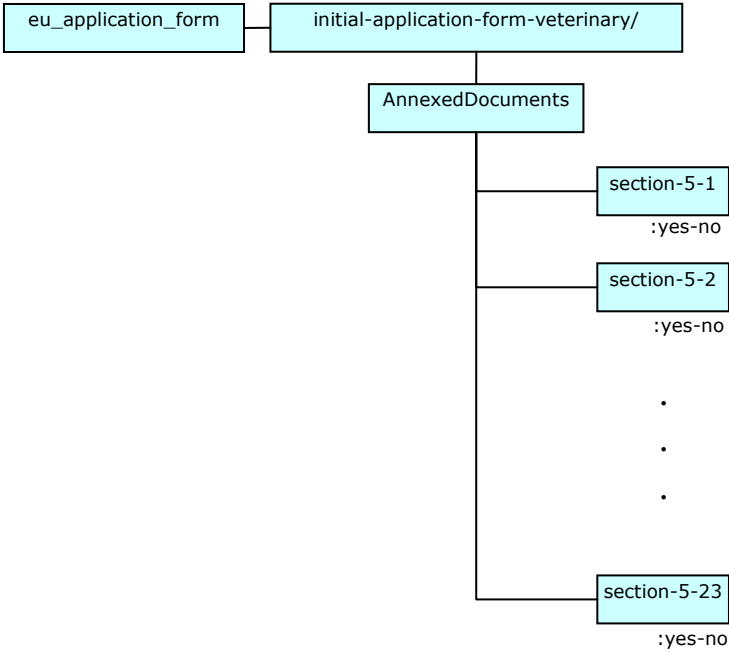 eu_application_form
initial-application-form-veterinary/
AnnexedDocuments
section-5-1
:yes-no
section-5-2
:yes-no
.
.
.
section-5-23
:yes-no